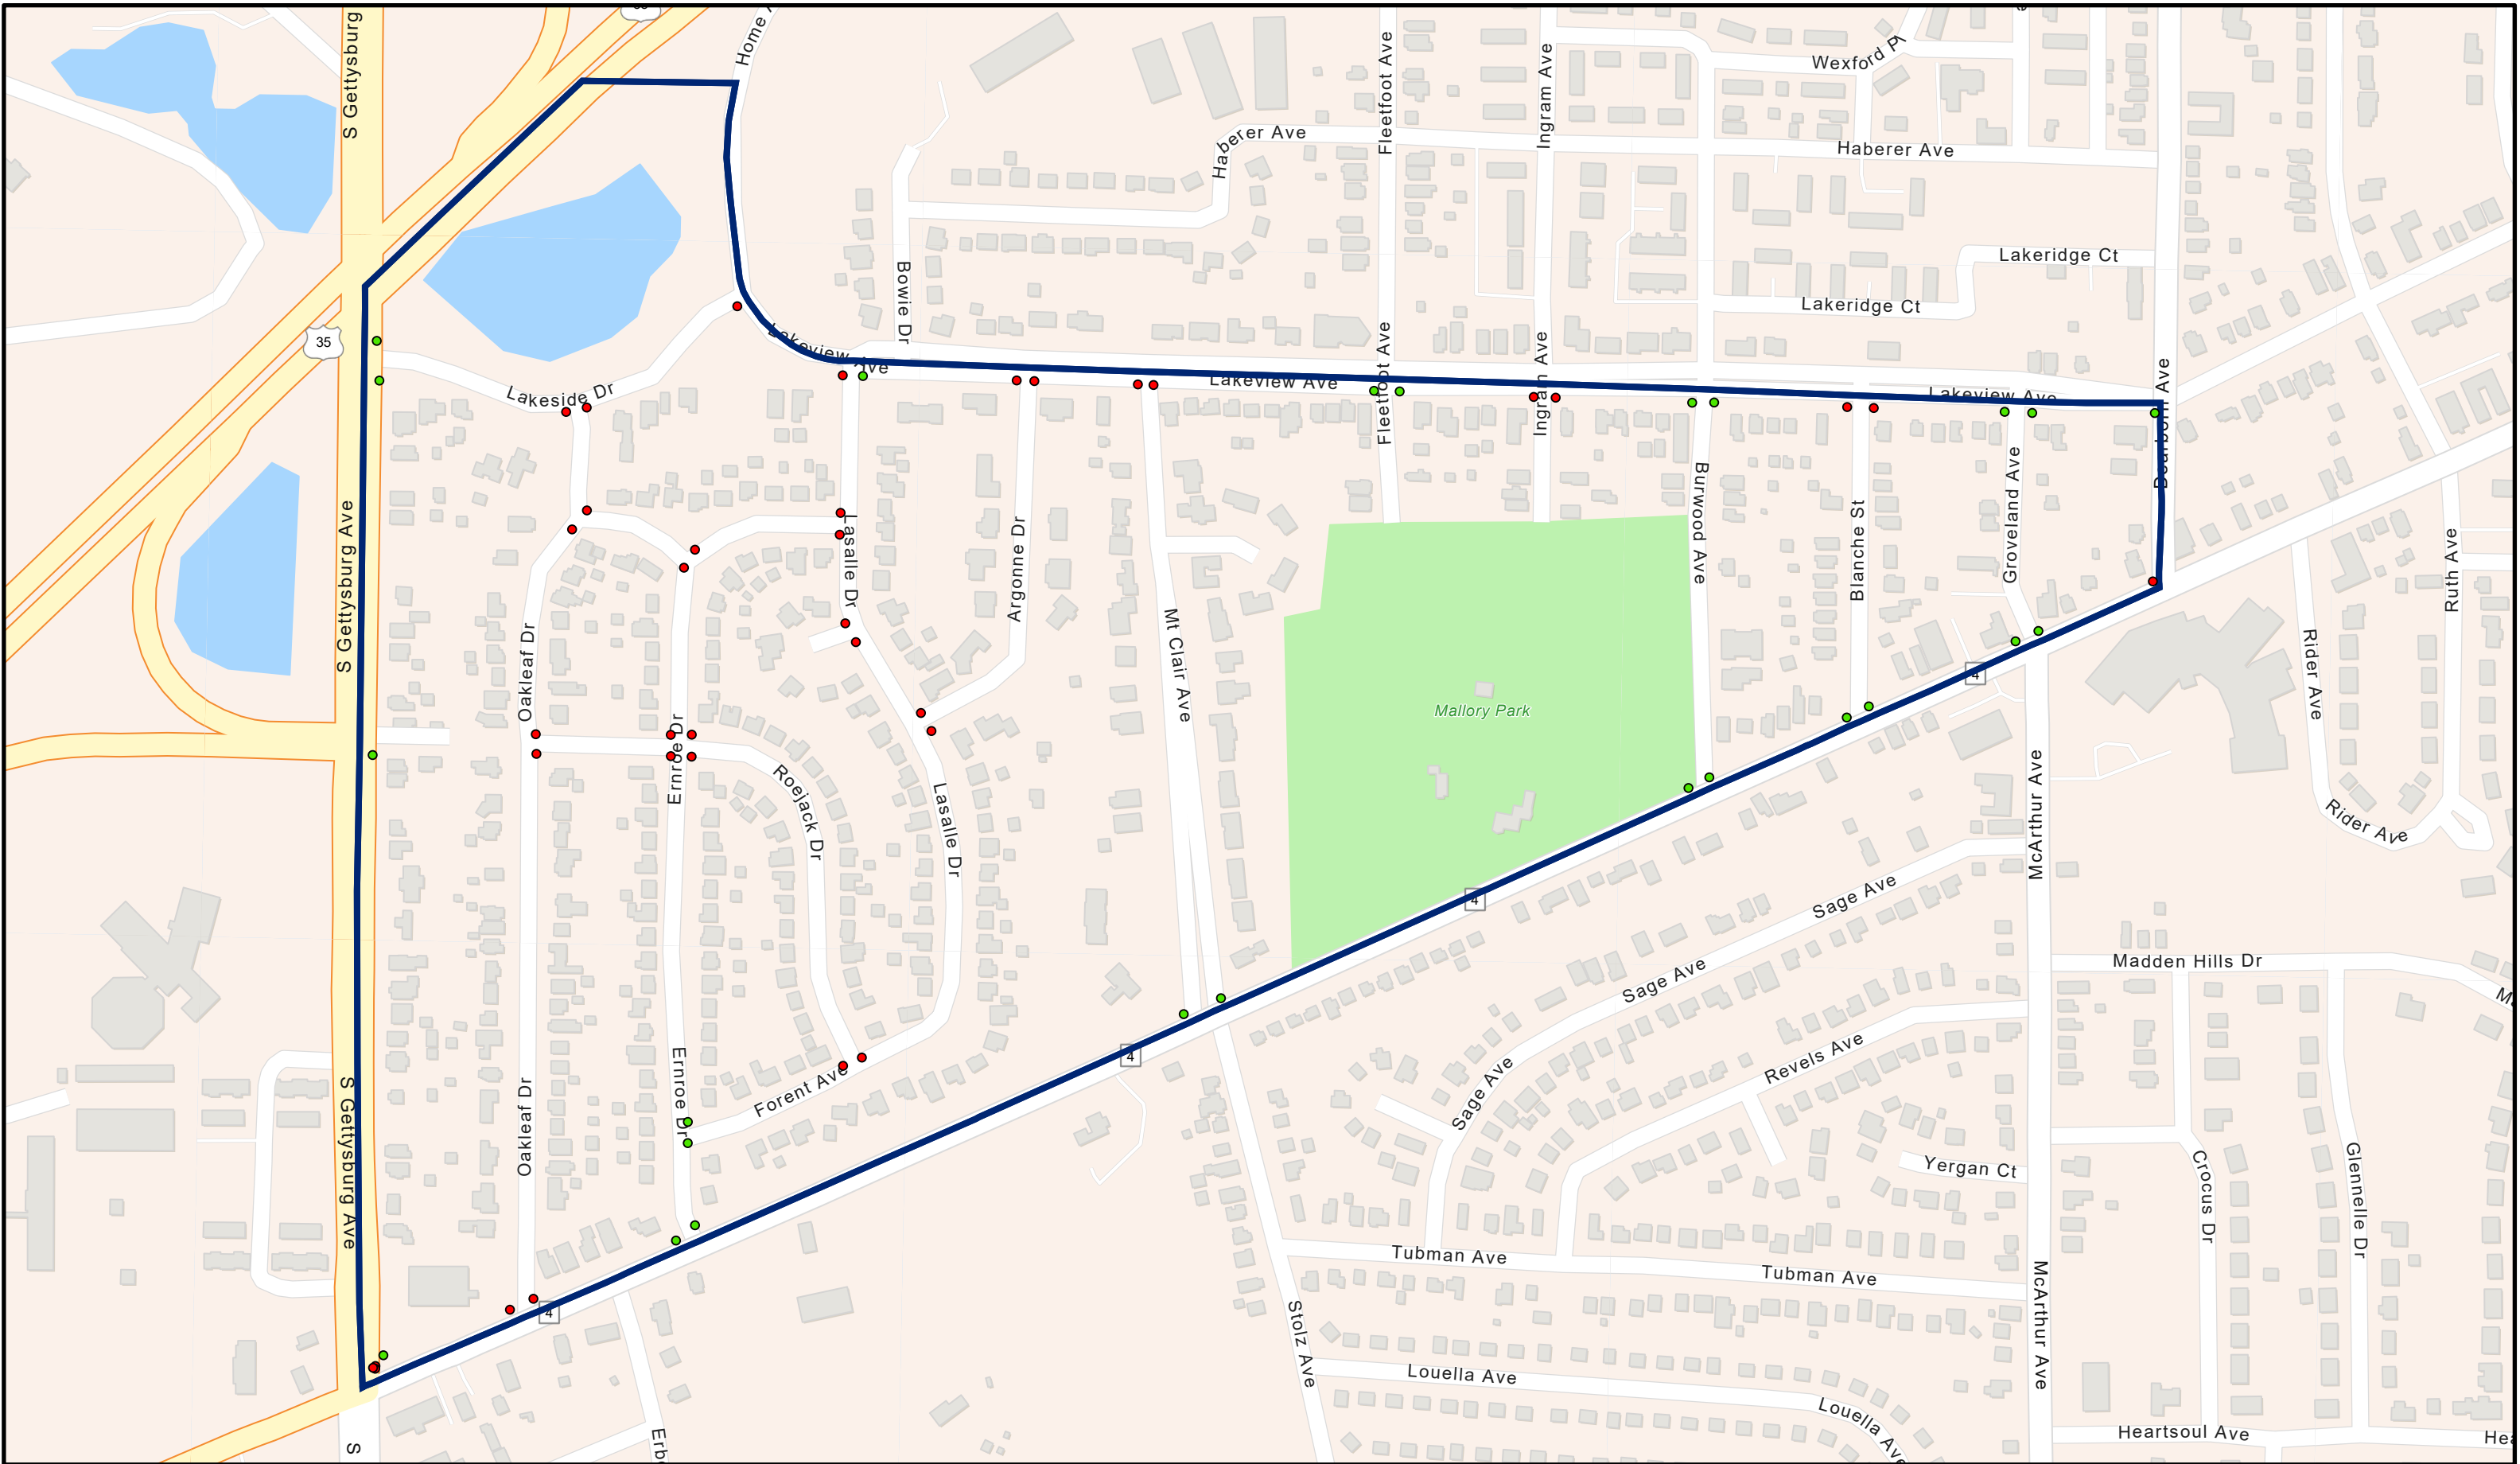 S Gettysburg
Home
Fleetfoot Ave
Ingram Ave
Wexford Pl
Haberer Ave
Haberer Ave
Lakeridge Ct
Lakeridge Ct
Bowie Dr
35
Lakeview Ave
Lakeside Dr
Lakeview Ave
Fleetfoot Ave
Ingram Ave
Lakeview Ave
Dearborn Ave
S Gettysburg Ave
Lasalle Dr
Argonne Dr
Burwood Ave
Blanche St
Groveland Ave
Ruth Ave
Oakleaf Dr
Mt Clair Ave
Rider Ave
4
Mallory Park
Ernroe Dr
Roejack Dr
Lasalle Dr
McArthur Ave
Rider Ave
4
Sage Ave
Sage Ave
Madden Hills Dr
4
Forent Ave
Ernroe Dr
Oakleaf Dr
S Gettysburg Ave
Sage Ave
Revels Ave
Yergan Ct
Crocus Dr
Glennelle Dr
Tubman Ave
Tubman Ave
4
McArthur Ave
Stolz Ave
Louella Ave
Louella Ave
Heartsoul Ave
S